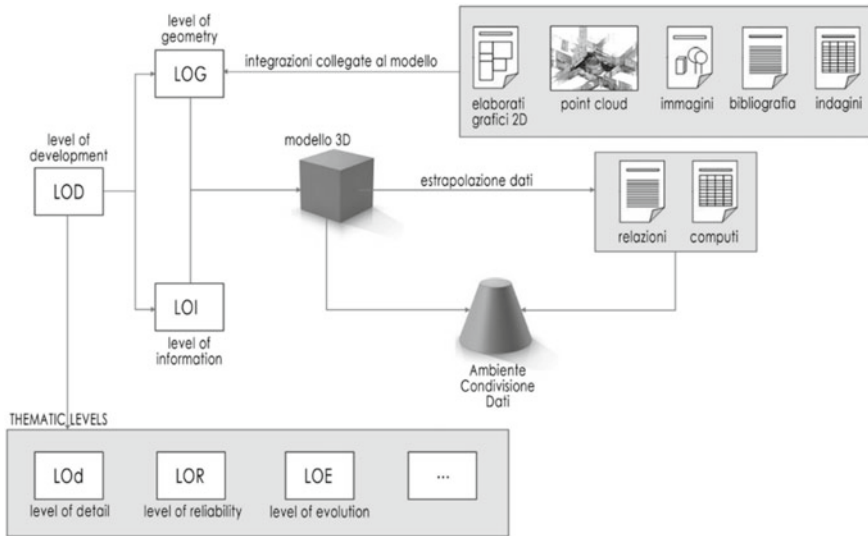 level of
geometry
LOG
integrazioni collegate al modello
elaborati
grafici 2D
point cloud
immagini
bibliografia
indagini
level of
development
LOD
modello 3D
estrapolazione dati
relazioni
computi
LOI
level of
information
Ambiente
Condivisione
Dati
THEMATIC LEVELS
LOd
level of detail
LOR
level of reliability
LOE
level of evolution
...